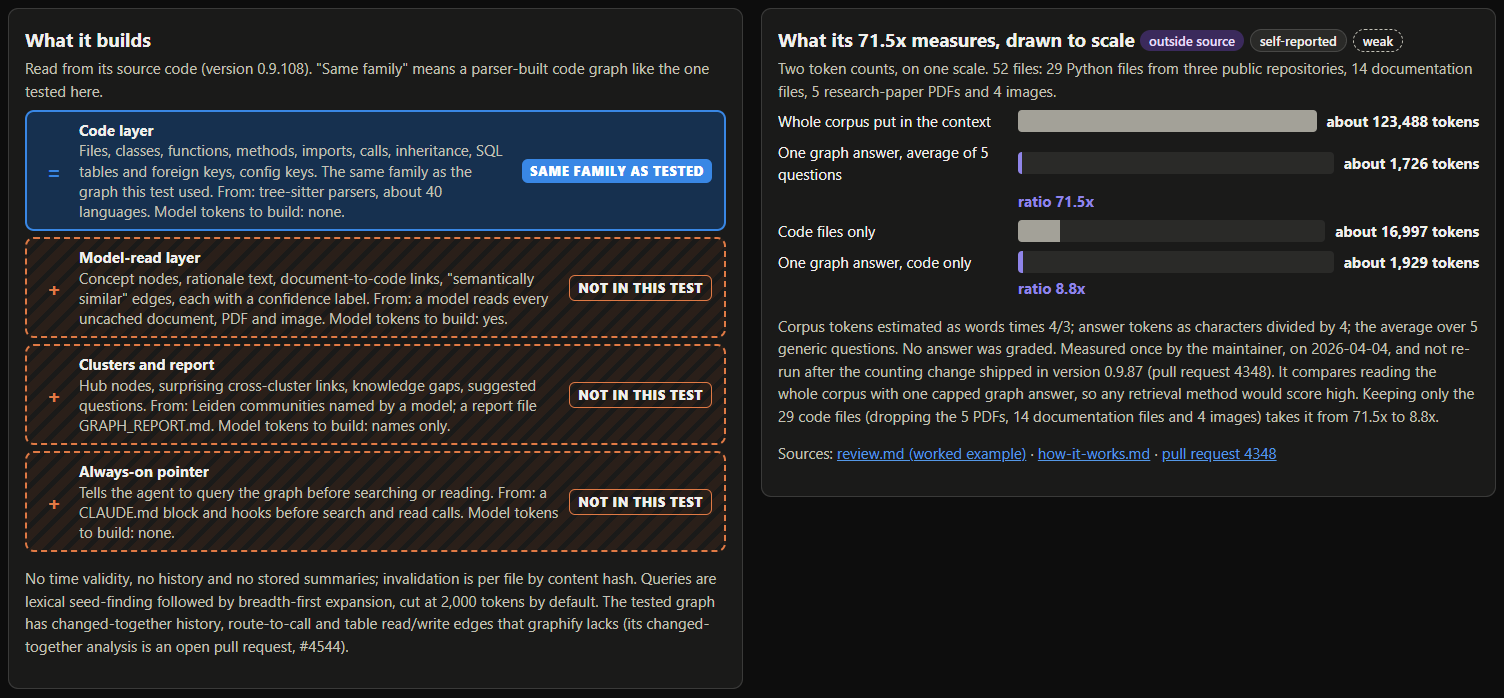 What it builds
Read from its source code (version 0.9.108). "Same family" means a parser-built code graph like the one
tested here.
=
Code layer
Files, classes, functions, methods, imports, calls, inheritance, SQL
tables and foreign keys, config keys. The same family as the
graph this test used. From: tree-sitter parsers, about 40
languages. Model tokens to build: none.
SAME FAMILY AS TESTED
+
Model-read layer
Concept nodes, rationale text, document-to-code links, "semantically
similar" edges, each with a confidence label. From: a model reads every
uncached document, PDF and image. Model tokens to build: yes.
NOT IN THIS TEST
+
Clusters and report
Hub nodes, surprising cross-cluster links, knowledge gaps, suggested
questions. From: Leiden communities named by a model; a report file
GRAPH_REPORT.md. Model tokens to build: names only.
NOT IN THIS TEST
+
Always-on pointer
Tells the agent to query the graph before searching or reading. From: a
CLAUDE.md block and hooks before search and read calls. Model tokens
to build: none.
NOT IN THIS TEST
No time validity, no history and no stored summaries; invalidation is per file by content hash. Queries are
lexical seed-finding followed by breadth-first expansion, cut at 2,000 tokens by default. The tested graph
has changed-together history, route-to-call and table read/write edges that graphify lacks (its changed-
together analysis is an open pull request, #4544).
What its 71.5x measures, drawn to scale outside source self-reported weak
Two token counts, on one scale. 52 files: 29 Python files from three public repositories, 14 documentation
files, 5 research-paper PDFs and 4 images.
Whole corpus put in the context about 123,488 tokens
One graph answer, average of 5
questions
about 1,726 tokens
ratio 71.5x
Code files only about 16,997 tokens
One graph answer, code only about 1,929 tokens
ratio 8.8x
Corpus tokens estimated as words times 4/3; answer tokens as characters divided by 4; the average over 5
generic questions. No answer was graded. Measured once by the maintainer, on 2026-04-04, and not re-
run after the counting change shipped in version 0.9.87 (pull request 4348). It compares reading the
whole corpus with one capped graph answer, so any retrieval method would score high. Keeping only the
29 code files (dropping the 5 PDFs, 14 documentation files and 4 images) takes it from 71.5x to 8.8x.
Sources: review.md (worked example) · how-it-works.md · pull request 4348